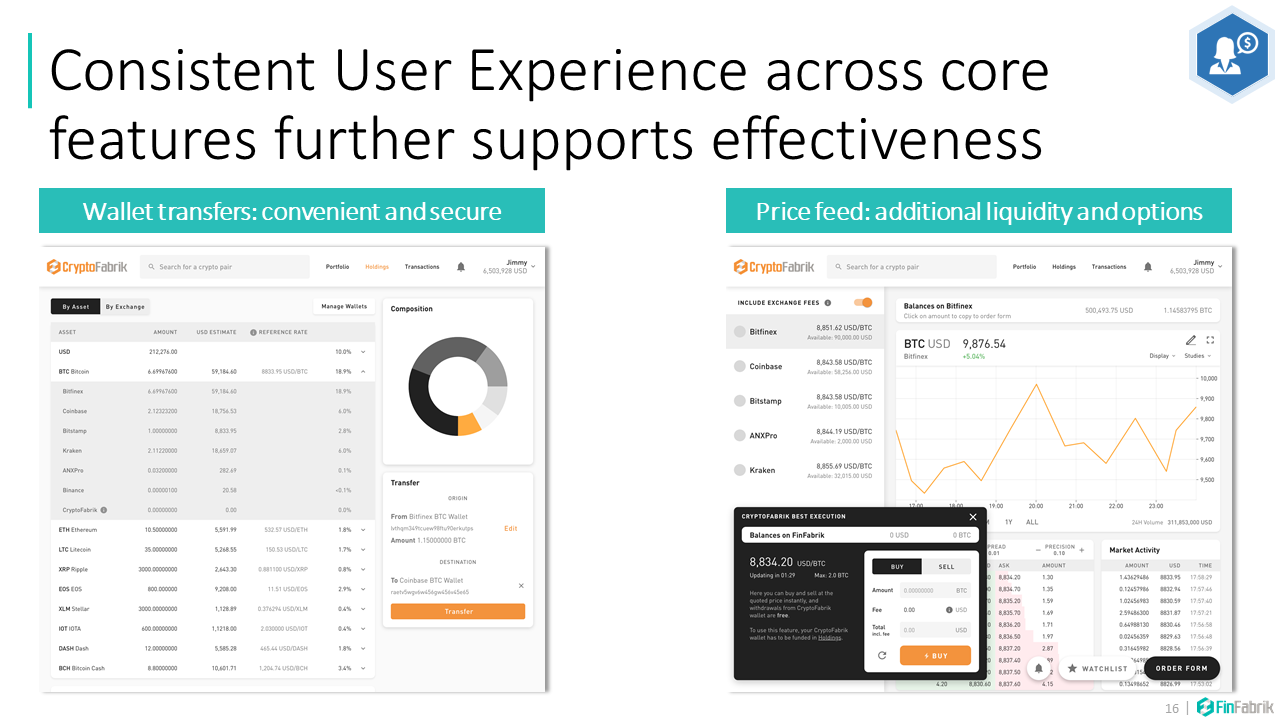 Consistent User Experience across core
features further supports effectiveness
$
Wallet transfers: convenient and secure
CryptoFabrik
Search for a crypto pair
Portfolio Holdings Transactions
Jimmy
6,503,928 USD
By Asset By Exchange Manage Wallets
ASSET AMOUNT USD ESTIMATE REFERENCE RATE
USD 212,276.00 10.0%
BTC Bitcoin 6.69967600 59,184.60 8833.95 USD/BTC 18.9%
Bitfinex 6.69967600 59,184.60 18.9%
Coinbase 2.12323200 18,756.53 6.0%
Bitstamp 1.00000000 8,833.95 2.8%
Kraken 2.11220000 18,659.07 6.0%
ANXPro 0.03200000 282.69 0.1%
Binance 0.00000100 20.58 <0.1%
CryptoFabrik 0.00000000 0.00 0.0%
ETH Ethereum 10.50000000 5,591.99 532.57 USD/ETH 1.8%
LTC Litecoin 35.00000000 5,268.55 150.53 USD/LTC 1.7%
XRP Ripple 3000.00000000 2,643.30 0.881100 USD/XRP 0.8%
EOS EOS 800.00000000 9,208.00 11.51 USD/EOS 2.9%
XLM Stellar 3000.00000000 1,128.89 0.376294 USD/XLM 0.4%
IOT IOTA 600.00000000 1,1218.00 2.030000 USD/IOT 0.4%
DASH Dash 12.00000000 5,585.28 465.44 USD/DASH 1.8%
BCH Bitcoin Cash 8.80000000 10,601.71 1,204.74 USD/BCH 3.4%
Composition
Transfer
ORIGIN
From Bitfinex BTC Wallet
Edit
Amount 1.15000000 BTC
DESTINATION
To Coinbase BTC Wallet
Transfer
Price feed: additional liquidity and options
CryptoFabrik
Search for a crypto pair
Portfolio Holdings Transactions
Jimmy
6,503,928 USD
INCLUDE EXCHANGE FEES
Bitfinex 8,851.62 USD/BTC
Available: 90,000.00 USD
Coinbase 8,843.58 USD/BTC
Available: 58,256.00 USD
Bitstamp 8,843.58 USD/BTC
Available: 10,005.00 USD
ANXPro 8,844.19 USD/BTC
Available: 2,000.00 USD
Kraken 8,855.69 USD/BTC
Available: 32,015.00 USD
Balances on Bitfinex
Click on amount to copy to order form
500,493.75 USD 1.14583795 BTC
BTC USD 9,876.54
Bitfinex +5.04%
Display Studies
10,000
9,900
9,800
9,700
9,600
9,500
17:00 18:00 19:00 20:00 21:00 22:00 23:00
1Y ALL
24H Volume 311,853,000 USD
CRYPTOFABRIK BEST EXECUTION
Balances on FinFabrik 0 USD 0 BTC
8,834.20 USD/BTC
Updating in 01:29 Max: 2.0 BTC
Here you can buy and sell at the
quoted price instantly, and
withdrawals from CryptoFabrik
wallet are free.
To use this feature, your CryptoFabrik
wallet has to be funded in Holdings.
BUY SELL
Amount 0.00000000 BTC
Fee 0.00 USD
Total 0.00 USD
incl. fee
BUY
PRECISION
0.01 0.10
ASK AMOUNT
8,834.20 1.30
8,834.70 1.35
8,835.20 1.59
8,835.70 1.69
8,836.20 1.71
8,836.50 1.97
8,837.20 2.87
8,837.40
8,837.50
4.20 8,830.60 8,837.60 4.15
Market Activity
AMOUNT USD TIME
1.43629486 8833.95 17:58:29
0.12457986 8832.94 17:57:46
1.02456983 8830.59 17:57:40
2.59486300 8831.87 17:57:21
0.64988130 8830.46 17:56:58
0.02456359 8829.63 17:56:48
0.31645982 8828.56 17:56:39
0.13498652 8826.99 17:53:02
WATCHLIST
ORDER FORM
16 | FinFabrik